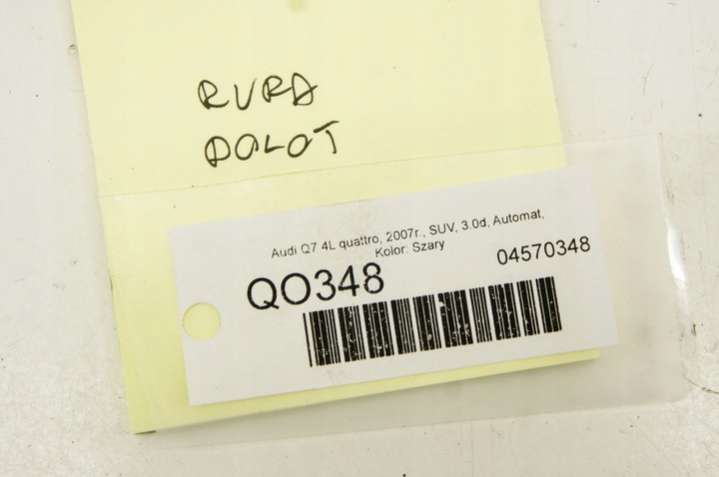 RURA
DOLOT
Audi Q7 4L quattro, 2007r., SUV, 3.0d, Automat,
Kolor: Szary
QO348
04570348